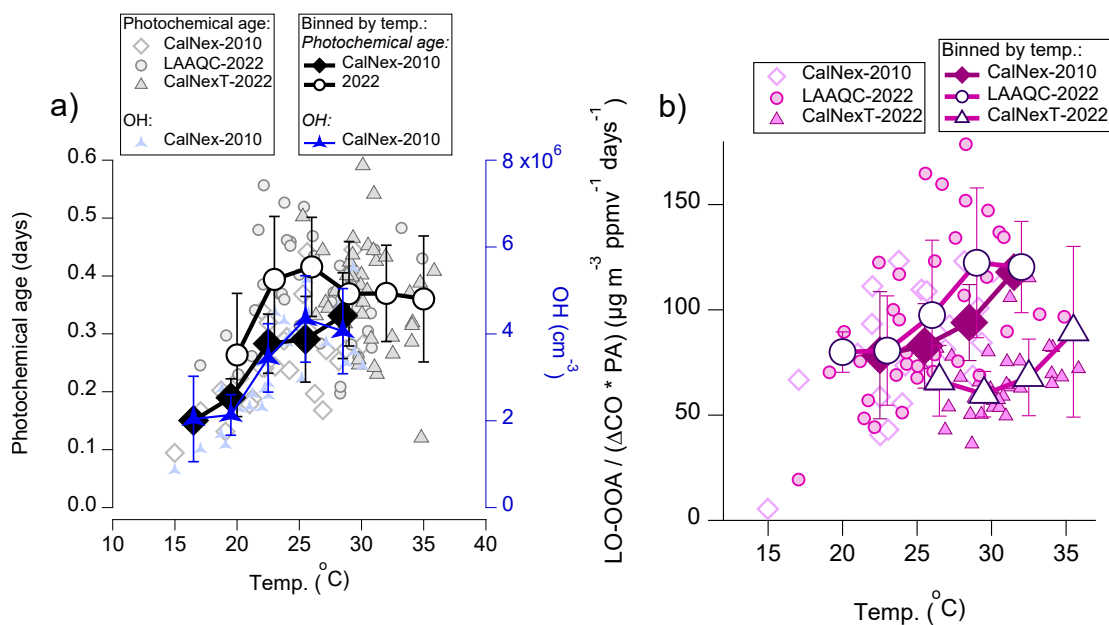 a)
Photochemical age:
CalNex-2010
LAAQC-2022
CalNexT-2022
OH:
CalNex-2010
Binned by temp.:
Photochemical age:
CalNex-2010
2022
OH:
CalNex-2010
Photochemical age (days)
0.6
0.5
0.4
0.3
0.2
0.1
0.0
8 x10⁶
6
4
2
0
OH (cm⁻³)
10
15
20
25
30
35
40
Temp. (°C)
b)
CalNex-2010
LAAQC-2022
CalNexT-2022
Binned by temp.:
CalNex-2010
LAAQC-2022
CalNexT-2022
LO-OOA / (ΔCO * PA) (µg m⁻³ ppmv⁻¹ days⁻¹)
150
100
50
0
15
20
25
30
35
Temp. (°C)